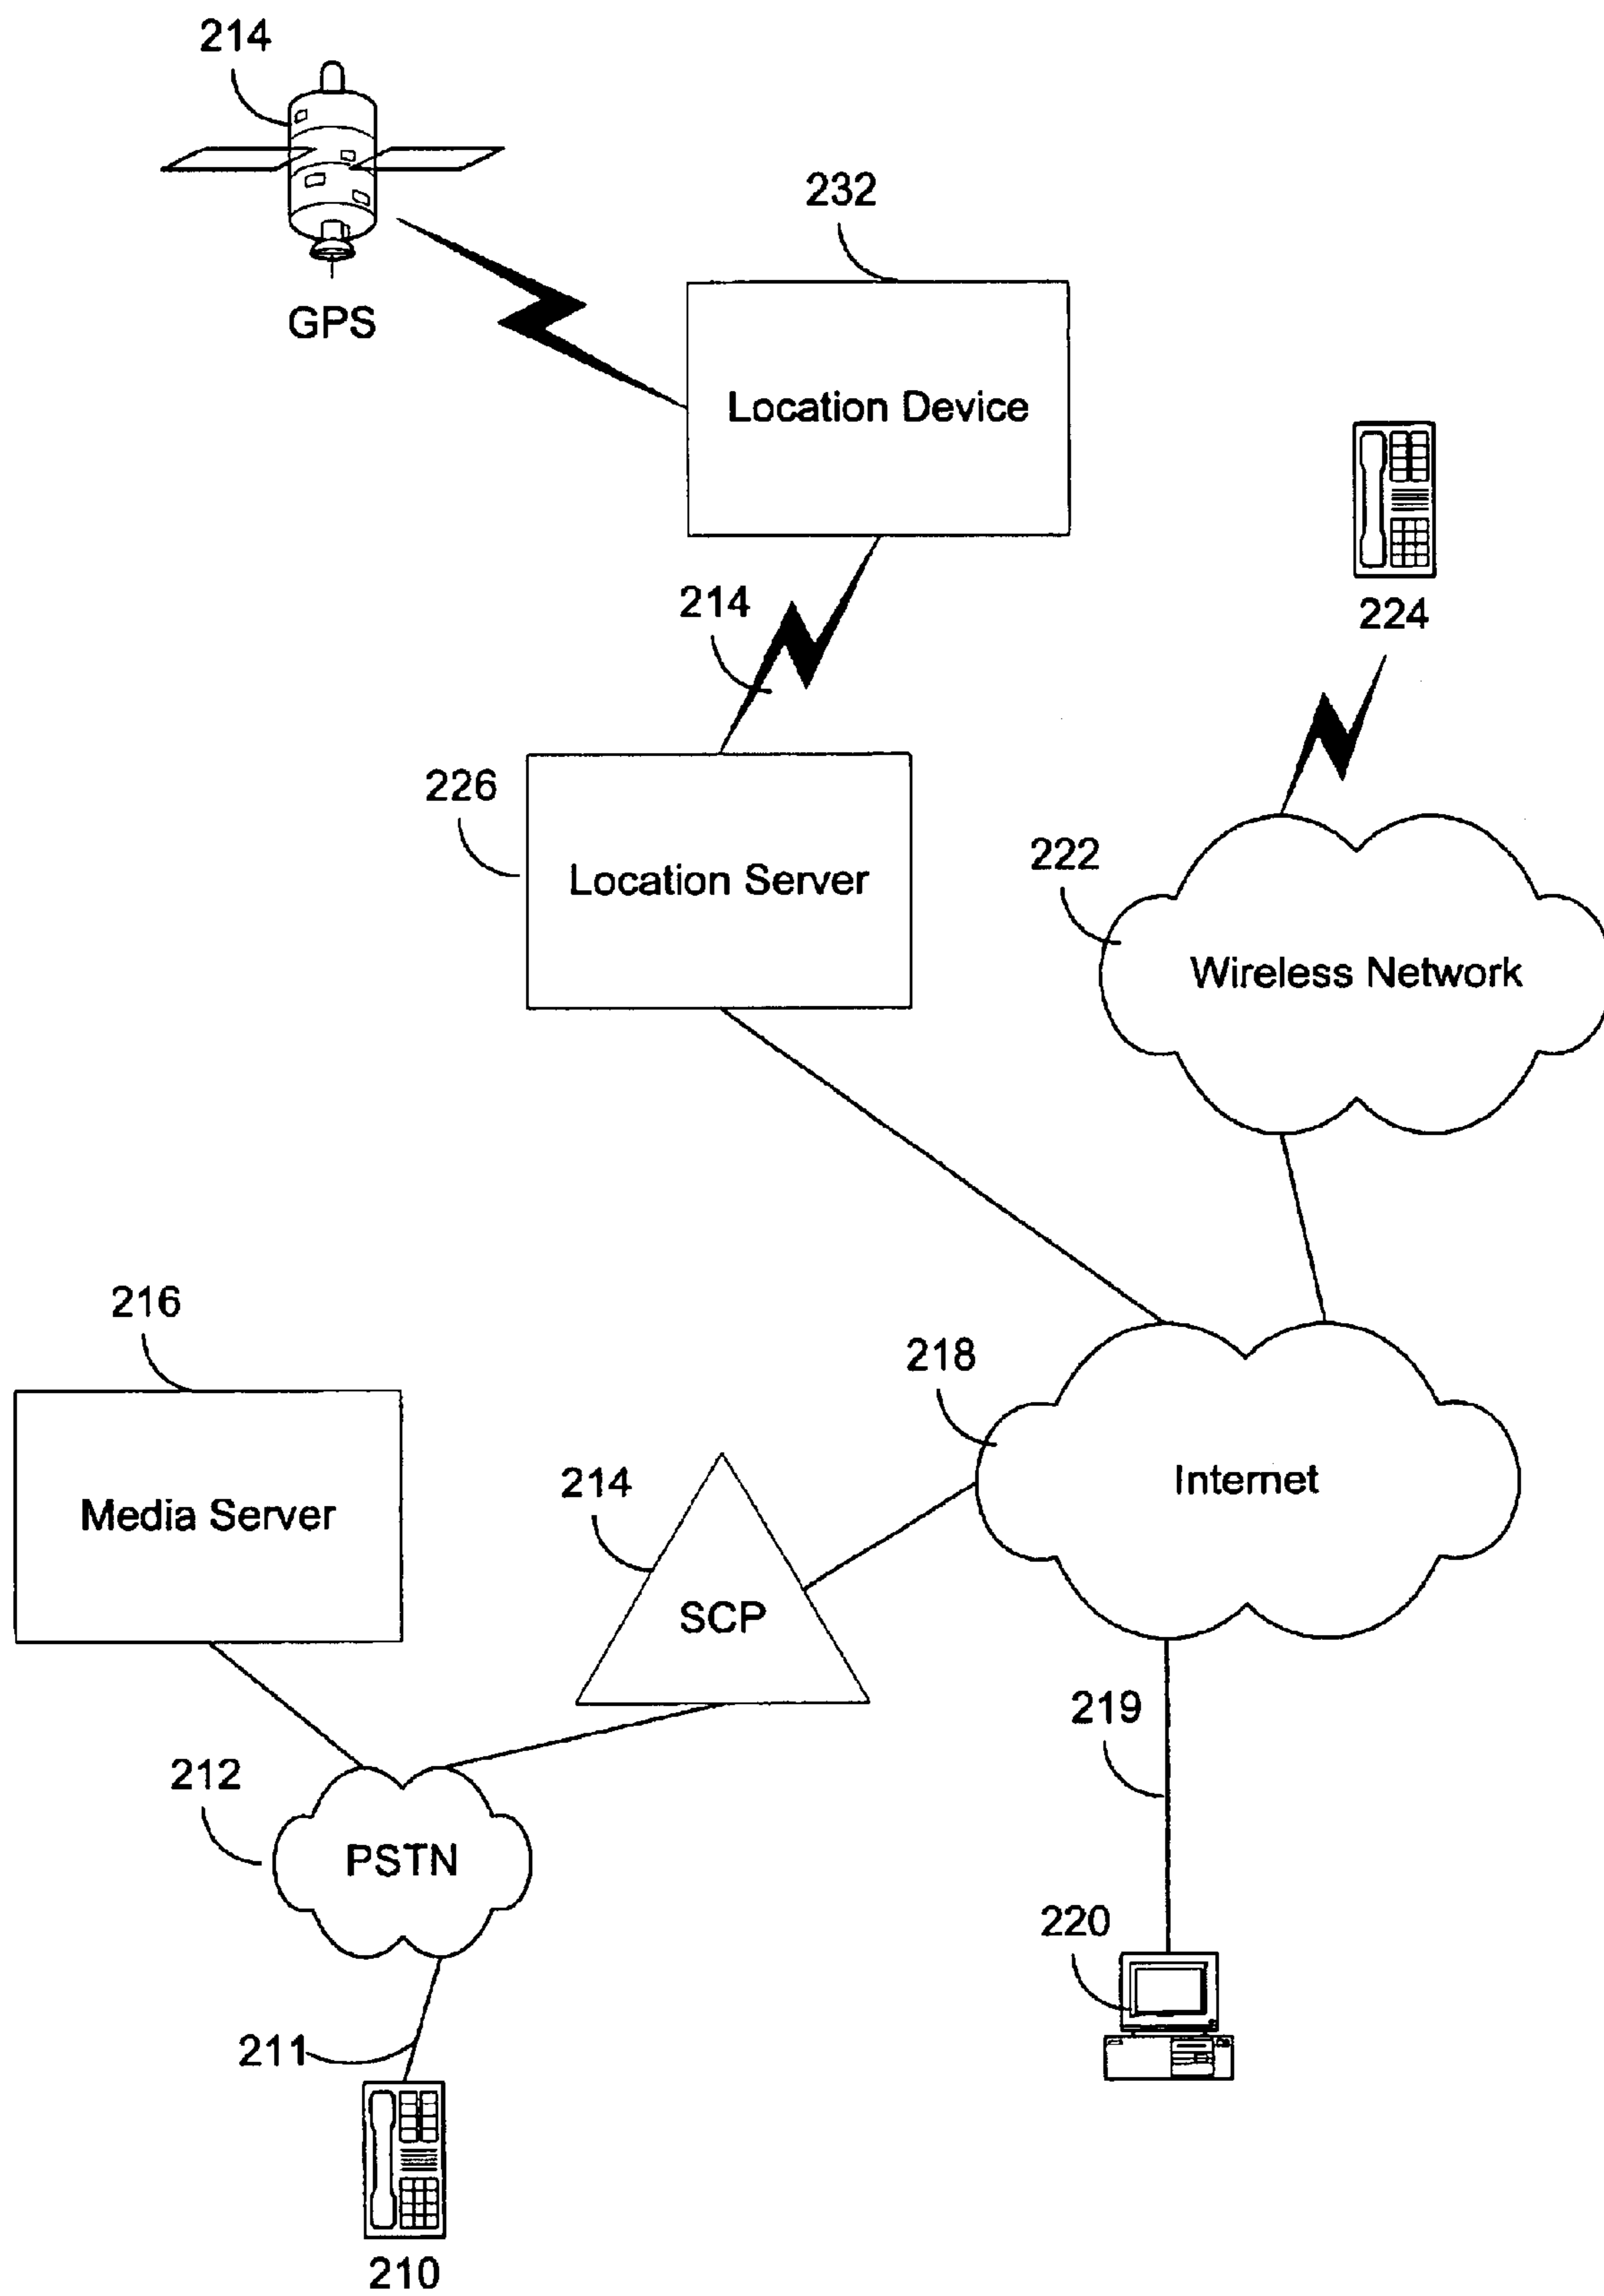 214
GPS
232
Location Device
224
214
226
Location Server
222
Wireless Network
216
Media Server
218
Internet
214
SCP
219
212
PSTN
220
211
210